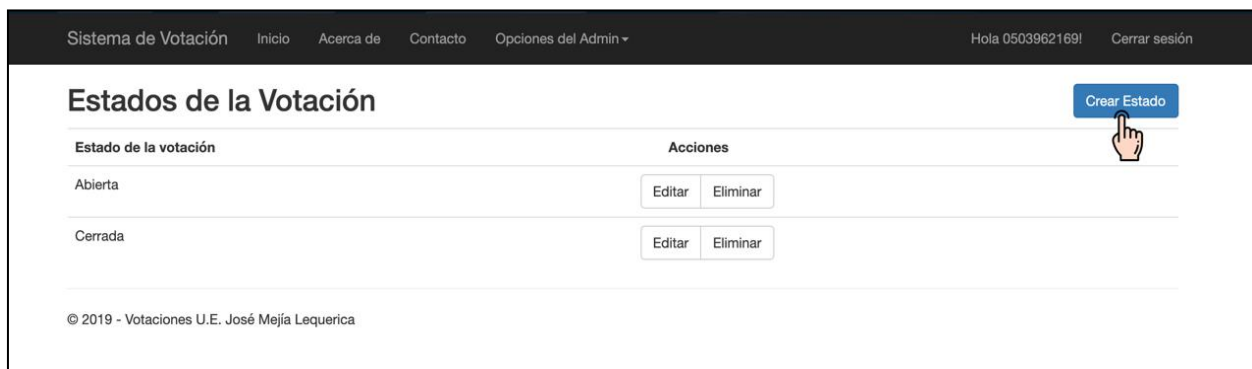 Sistema de Votación Inicio Acerca de Contacto Opciones del Admin Hola 0503962169! Cerrar sesión
Estados de la Votación Crear Estado
Estado de la votación Acciones
Abierta Editar Eliminar
Cerrada Editar Eliminar
© 2019 - Votaciones U.E. José Mejía Lequerica